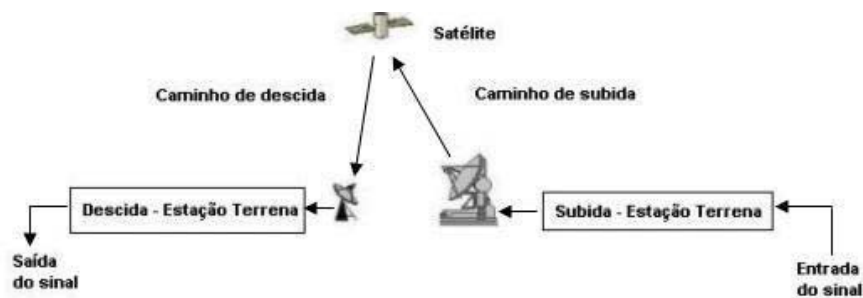 Satélite
Caminho de descida
Caminho de subida
Descida - Estação Terrena
Subida - Estação Terrena
Saída
do sinal
Entrada
do sinal